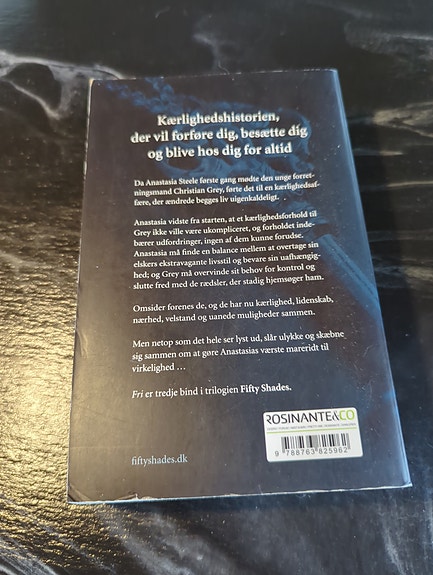 Kærlighedshistorien,
der vil forføre dig, besætte dig
og blive hos dig for altid
Da Anastasia Steele første gang mødte den unge forret-
ningsmand Christian Grey, førte det til en kærlighedsaf-
fære, der ændrede begges liv uigenkaldeligt.
Anastasia vidste fra starten, at et kærlighedsforhold til
Grey ikke ville være ukompliceret, og forholdet inde-
bærer udfordringer, ingen af dem kunne forudse.
Anastasia må finde en balance mellem at overtage sin
elskers ekstravagante livsstil og bevare sin uafhængig-
hed; og Grey må overvinde sit behov for kontrol og
slutte fred med de rædsler, der stadig hjemsøger ham.
Omsider forenes de, og de har nu kærlighed, lidenskab,
nærhed, velstand og uanede muligheder sammen.
Men netop som det hele ser lyst ud, slår ulykke og skæbne
sig sammen om at gøre Anastasias værste mareridt til
virkelighed …
Fri er tredje bind i trilogien Fifty Shades.
ROSINANTE&CO
9 788763 825962
fiftyshades.dk